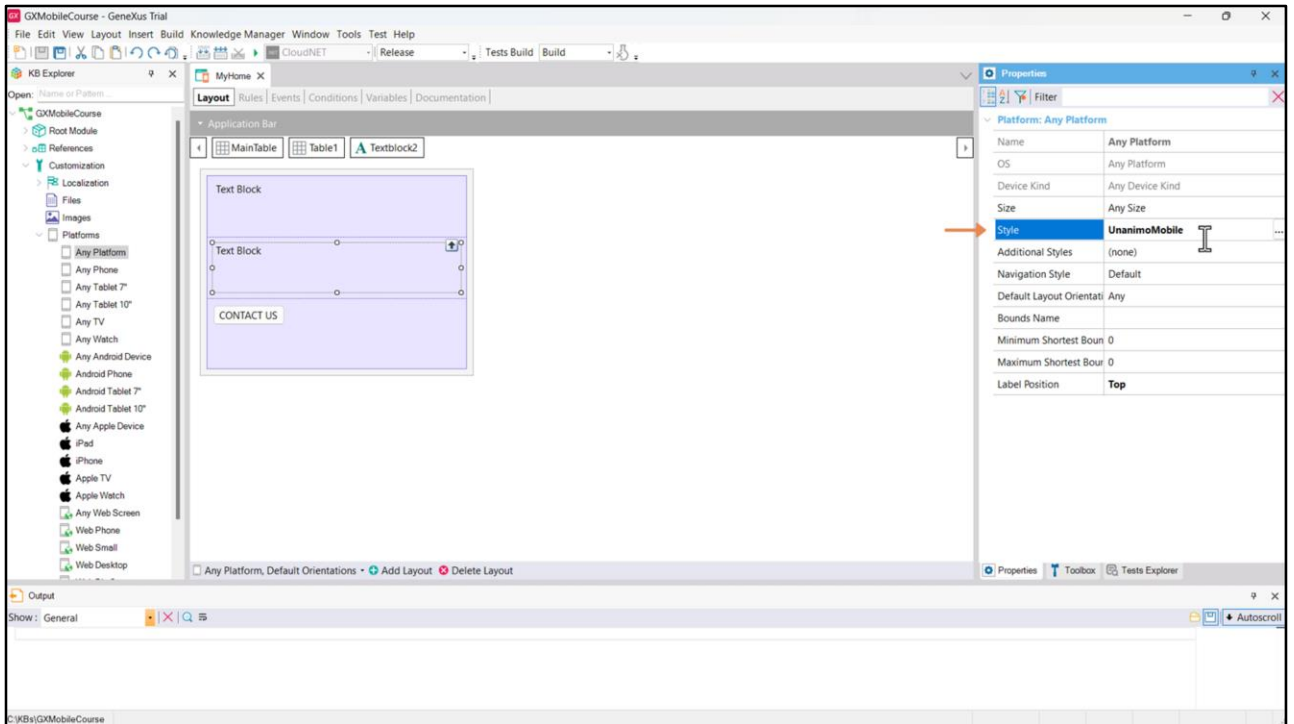 GX GXMobileCourse - GeneXus Trial
File Edit View Layout Insert Build Knowledge Manager Window Tools Test Help
CloudNET Release Tests Build Build
KB Explorer
Open: Name or Pattern...
GXMobileCourse
Root Module
References
Customization
Localization
Files
Images
Platforms
Any Platform
Any Phone
Any Tablet 7"
Any Tablet 10"
Any TV
Any Watch
Any Android Device
Android Phone
Android Tablet 7"
Android Tablet 10"
Any Apple Device
iPad
iPhone
Apple TV
Apple Watch
Any Web Screen
Web Phone
Web Small
Web Desktop
MyHome
Layout Rules Events Conditions Variables Documentation
Application Bar
MainTable Table1 A Textblock2
Text Block
Text Block
CONTACT US
Any Platform, Default Orientations Add Layout Delete Layout
Properties
Filter
Platform: Any Platform
Name Any Platform
OS Any Platform
Device Kind Any Device Kind
Size Any Size
Style UnanimoMobile ...
Additional Styles (none)
Navigation Style Default
Default Layout Orientati Any
Bounds Name
Minimum Shortest Boun 0
Maximum Shortest Bour 0
Label Position Top
Properties Toolbox Tests Explorer
Output
Show: General Autoscroll
C:\KBs\GXMobileCourse